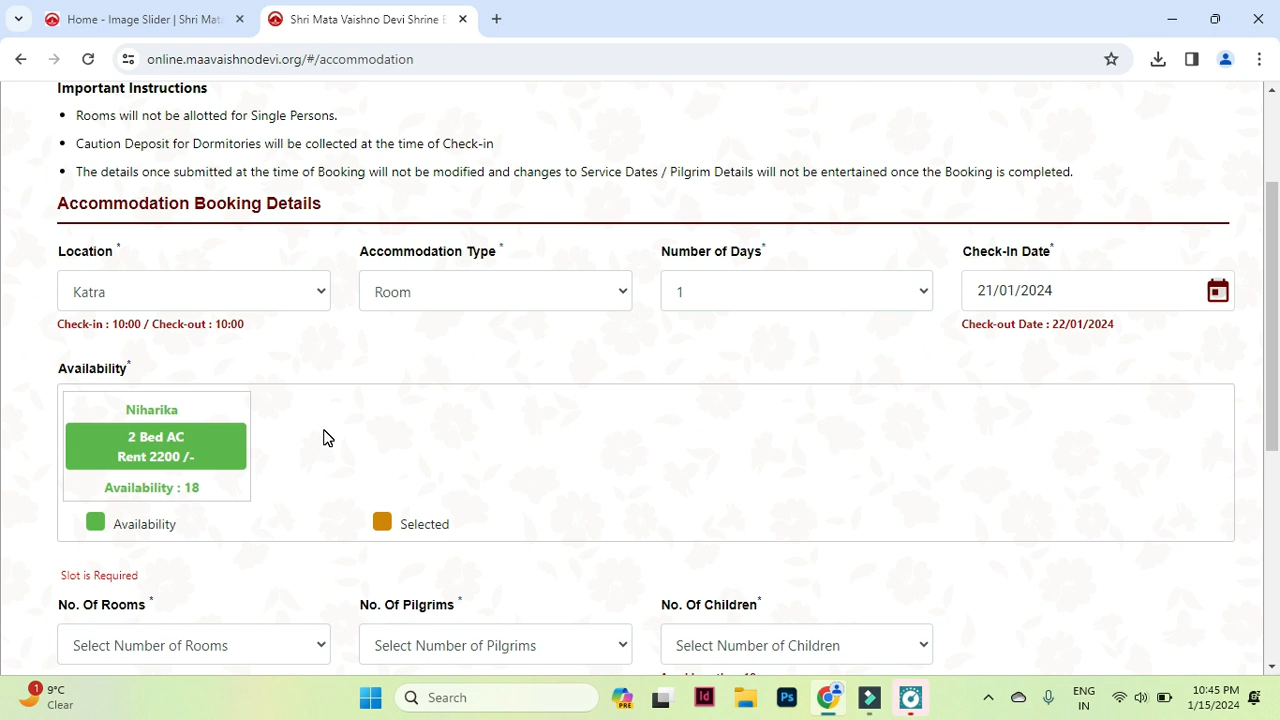 Home - Image Slider | Shri Mat
Shri Mata Vaishno Devi Shrine B
online.maavaishnodevi.org/#/accommodation
Important Instructions
• Rooms will not be allotted for Single Persons.
• Caution Deposit for Dormitories will be collected at the time of Check-in
• The details once submitted at the time of Booking will not be modified and changes to Service Dates / Pilgrim Details will not be entertained once the Booking is completed.
Accommodation Booking Details
Location * Accommodation Type * Number of Days* Check-In Date*
Katra Room 1 21/01/2024
Check-in : 10:00 / Check-out : 10:00 Check-out Date : 22/01/2024
Availability*
Niharika
2 Bed AC
Rent 2200 /-
Availability : 18
Availability Selected
Slot is Required
No. Of Rooms * No. Of Pilgrims * No. Of Children*
Select Number of Rooms Select Number of Pilgrims Select Number of Children
1 9°C
Clear
Search
PRE
Id
Ps
ENG
IN
10:45 PM
1/15/2024